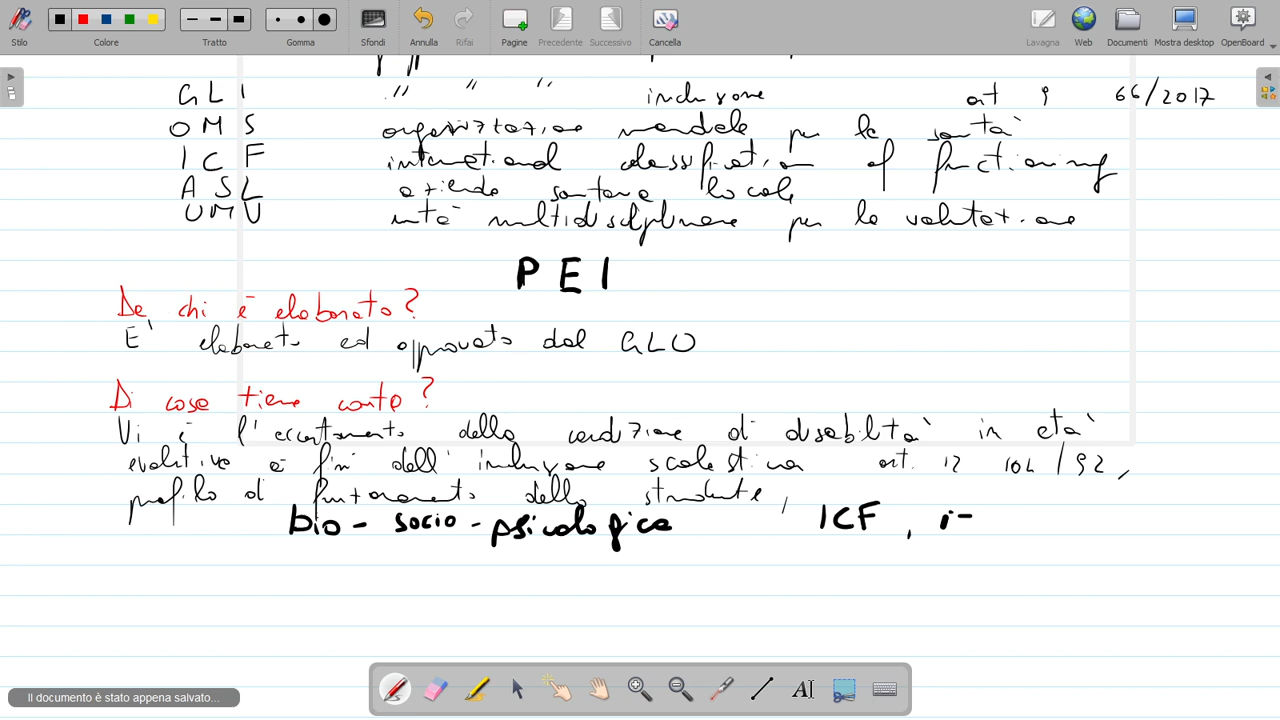 Stilo Colore Tratto Gomma Sfondi Annulla Rifai Pagine Precedente Successivo Cancella Lavagna Web Documenti Mostra desktop OpenBoard
GLI " " " inclusione art 9 66/2017
OMS organizzazione mondiale per la sanità
ICF international classification of functioning
ASL azienda sanitaria locale
UMV unità multidisciplinare per la valutazione
PEI
Da chi è elaborato?
E' elaborato ed approvato dal GLO
Di cosa tiene conto?
Vi è l'accertamento della condizione di disabilità in età
evolutiva ai fini dell'inclusione scolastica art. 12 104/92,
profilo di funzionamento dello studente,
bio-socio-psicologica ICF,
Il documento è stato appena salvato...